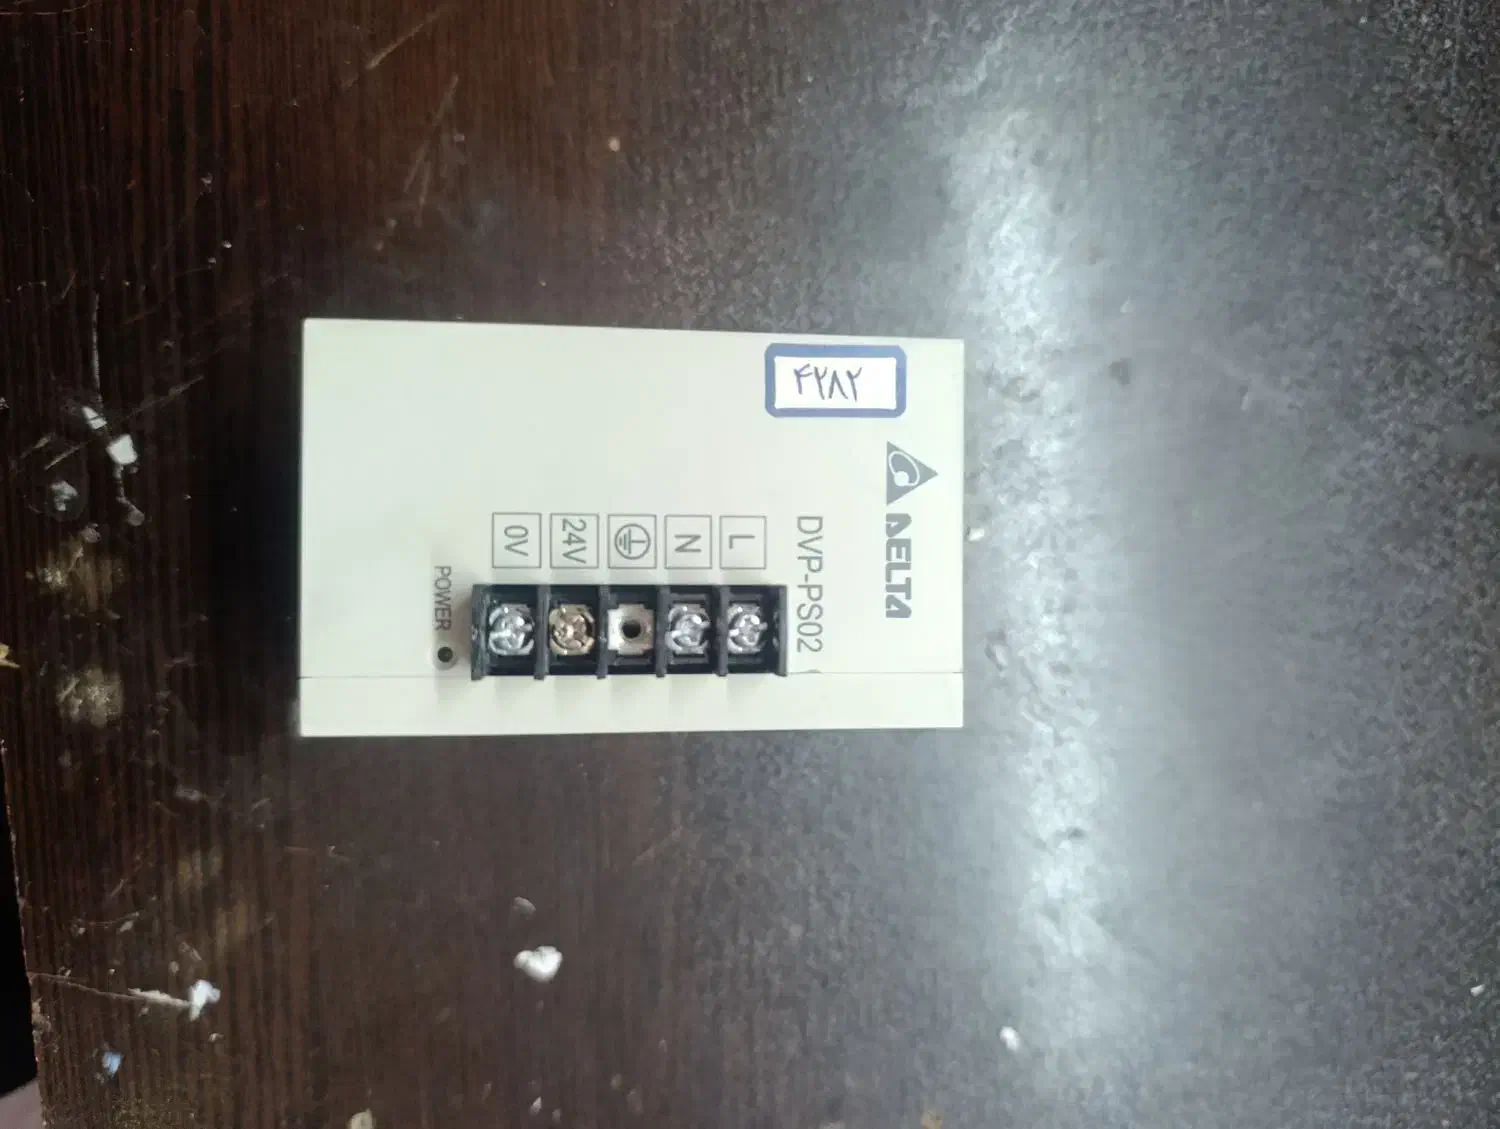 ۴۲۸۲
DELTA
DVP-PS02
L
N
24V
0V
POWER